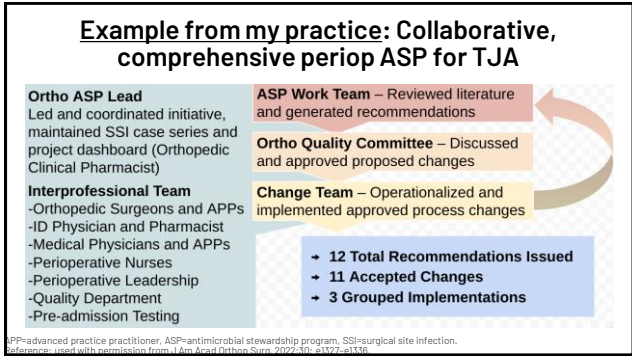 Example from my practice: Collaborative,
comprehensive periop ASP for TJA
Ortho ASP Lead
Led and coordinated initiative,
maintained SSI case series and
project dashboard (Orthopedic
Clinical Pharmacist)
Interprofessional Team
-Orthopedic Surgeons and APPs
-ID Physician and Pharmacist
-Medical Physicians and APPs
-Perioperative Nurses
-Perioperative Leadership
-Quality Department
-Pre-admission Testing
ASP Work Team – Reviewed literature
and generated recommendations
Ortho Quality Committee – Discussed
and approved proposed changes
Change Team – Operationalized and
implemented approved process changes
→ 12 Total Recommendations Issued
→ 11 Accepted Changes
→ 3 Grouped Implementations
APP=advanced practice practitioner, ASP=antimicrobial stewardship program, SSI=surgical site infection.
Reference: used with permission from J Am Acad Orthop Surg. 2022;30: e1327-e1336.